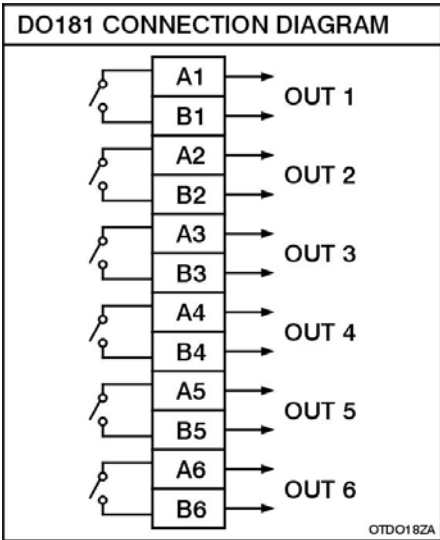 DO181 CONNECTION DIAGRAM
A1
OUT 1
B1
A2
OUT 2
B2
A3
OUT 3
B3
A4
OUT 4
B4
A5
OUT 5
B5
A6
OUT 6
B6
OTDO18ZA